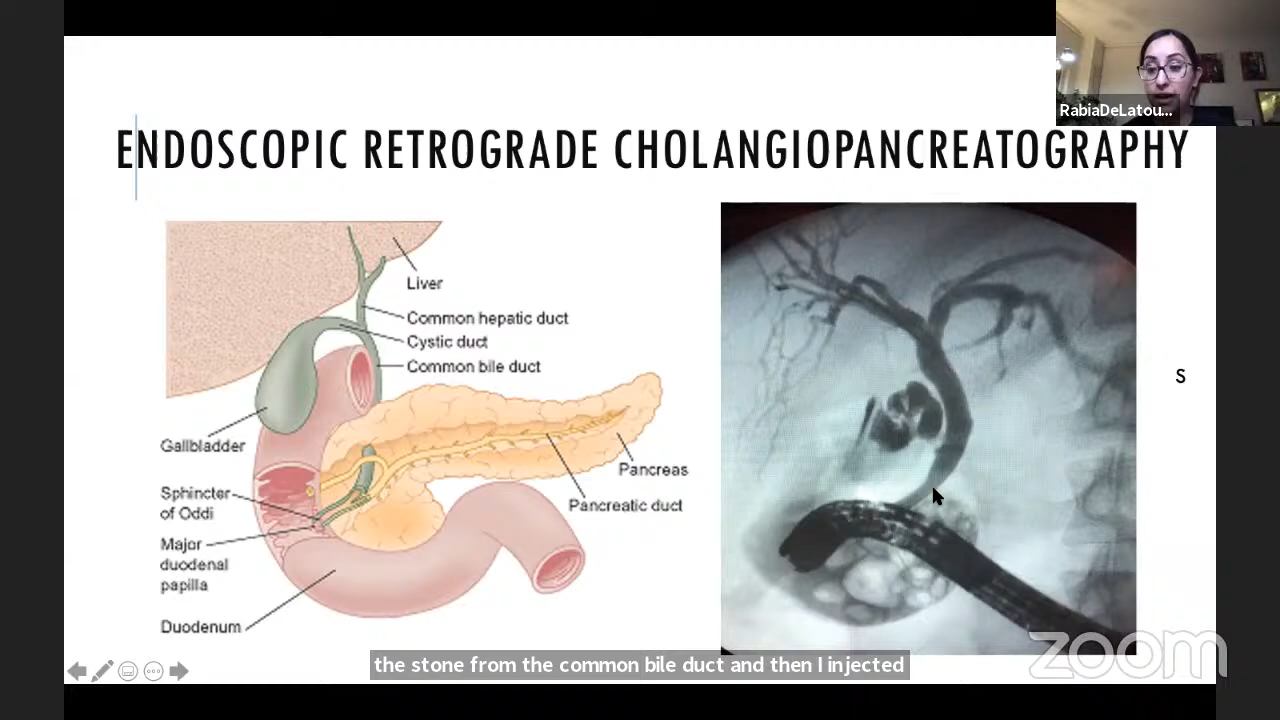 RabiaDeLatou...
ENDOSCOPIC RETROGRADE CHOLANGIOPANCREATOGRAPHY
Liver
Common hepatic duct
Cystic duct
Common bile duct
Gallbladder
Pancreas
Sphincter
of Oddi
Pancreatic duct
Major
duodenal
papilla
Duodenum
S
the stone from the common bile duct and then I injected
zoom